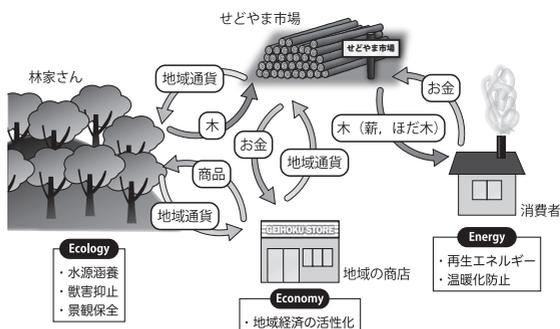 せどやま市場
せどやま市場
林家さん
地域通貨
お金
木
木（薪，ほだ木）
お金
商品
地域通貨
地域通貨
GEIHOKU STORE
消費者
地域の商店
Ecology
・水源涵養
・獣害抑止
・景観保全
Energy
・再生エネルギー
・温暖化防止
Economy
・地域経済の活性化